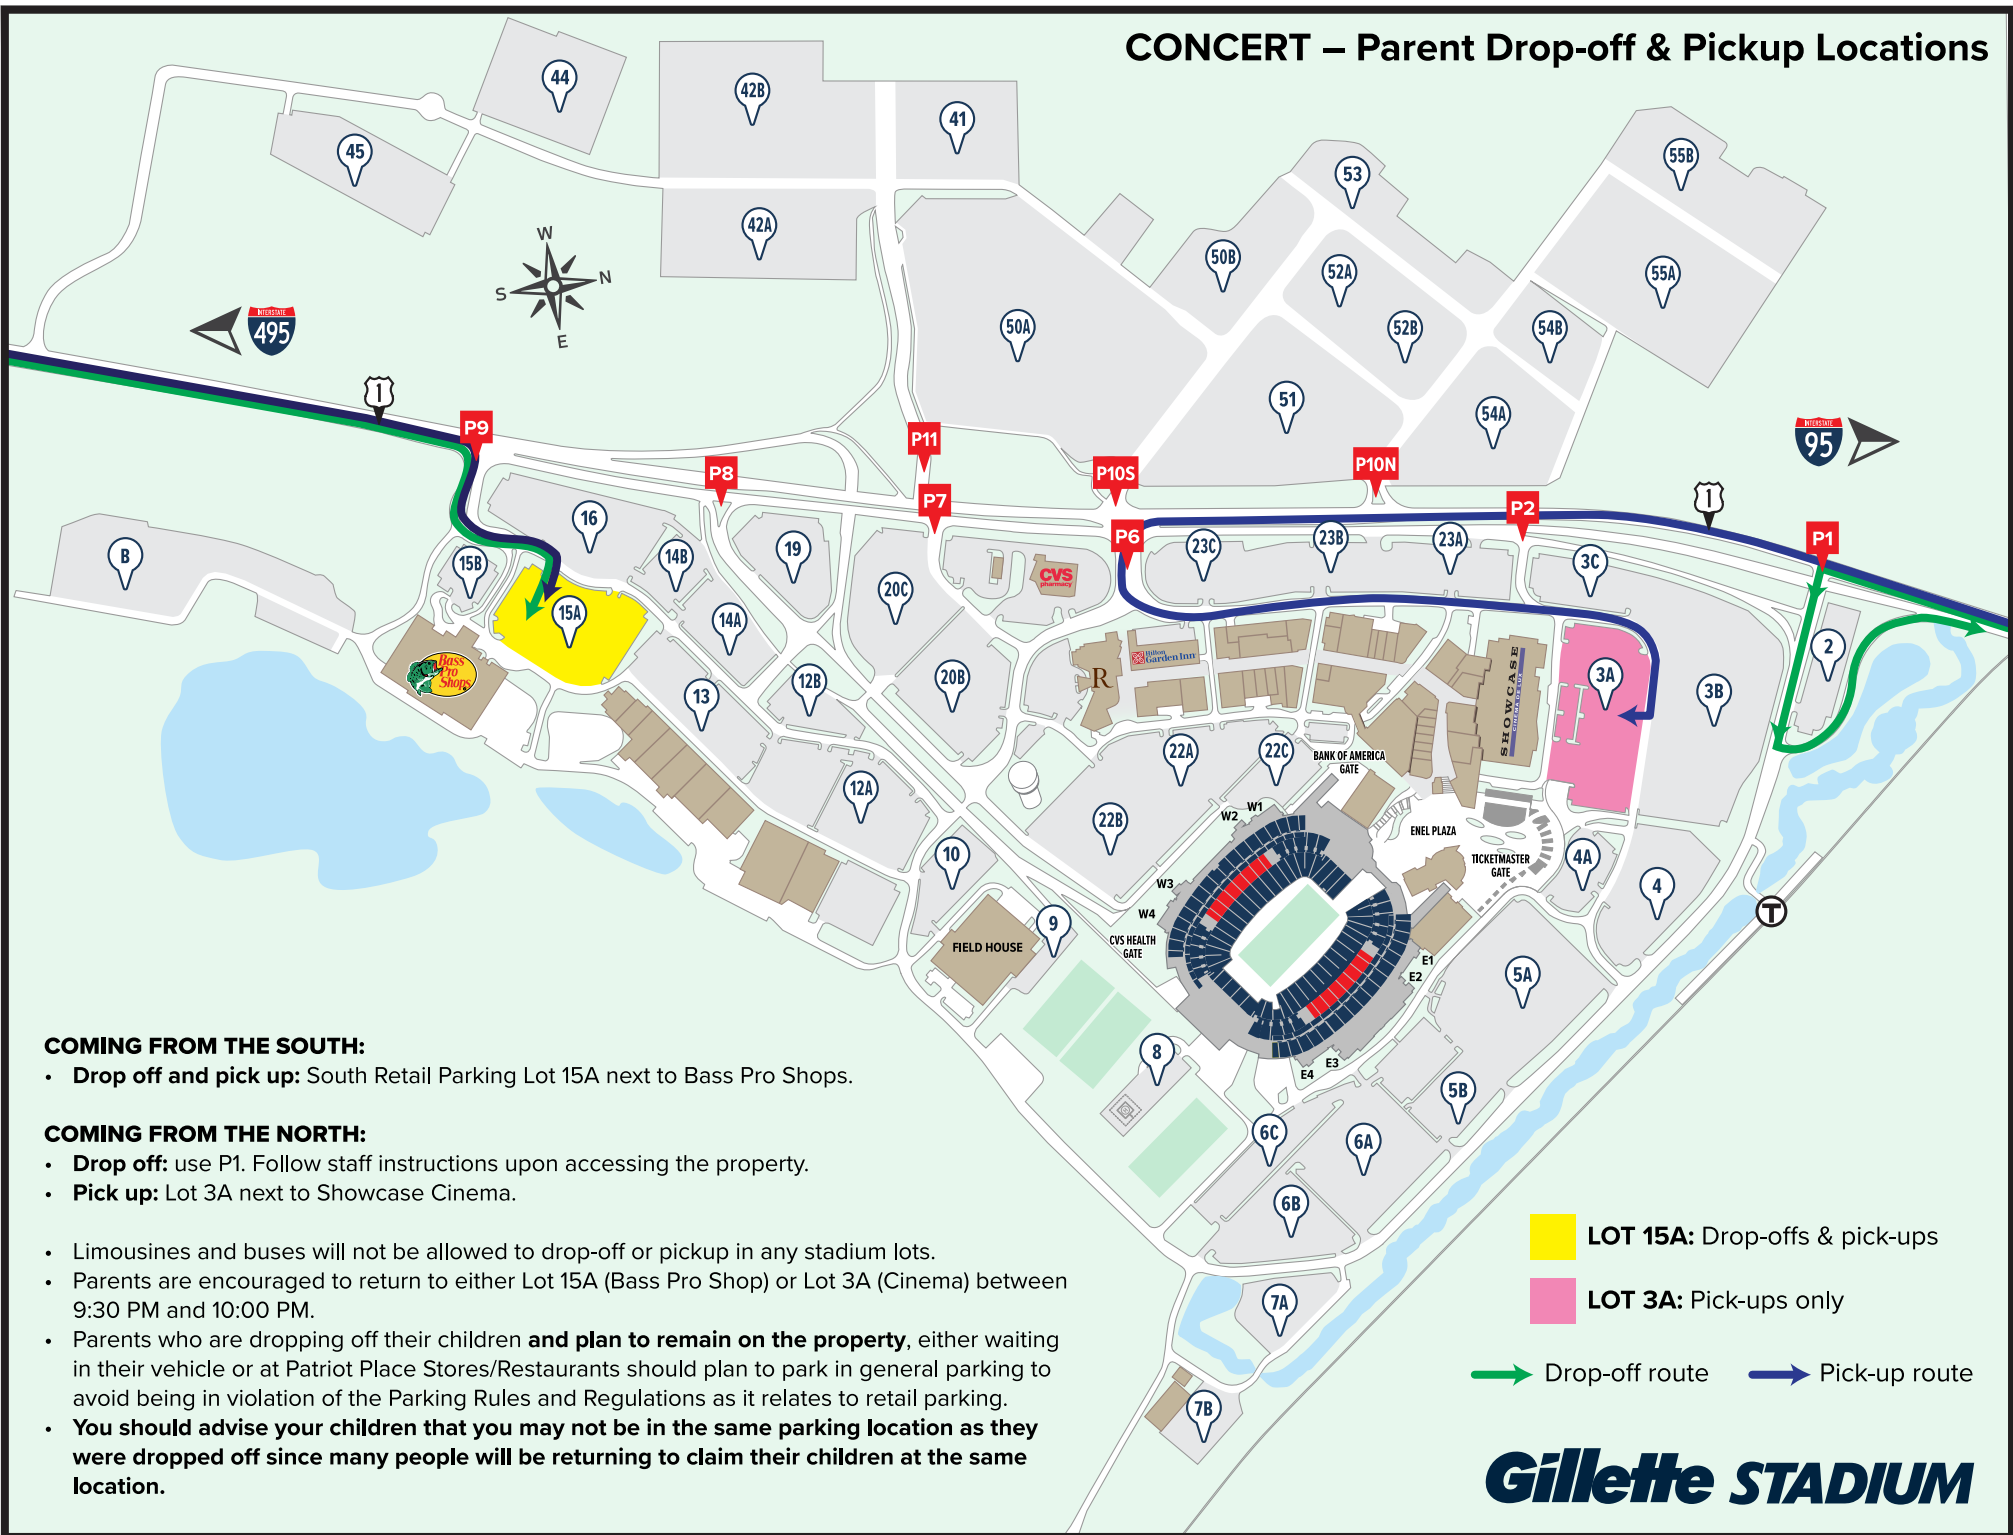 CONCERT – Parent Drop-off & Pickup Locations
44
42B
41
45
53
55B
42A
W
N
S
E
50B
52A
55A
INTERSTATE
495
50A
52B
54B
1
51
54A
P9
P11
INTERSTATE
95
P8
P10S
P10N
1
P7
P2
P6
P1
16
B
15B
14B
19
CVS
pharmacy
23C
23B
23A
3C
20C
15A
14A
Bass
Pro
Shops
Hilton
Garden Inn
R
SHOWCASE
CINEMA DE LUX
2
13
12B
20B
3A
3B
22A
22C
BANK OF AMERICA
GATE
12A
22B
W1
W2
ENEL PLAZA
TICKETMASTER
GATE
10
4A
4
W3
W4
9
T
FIELD HOUSE
CVS HEALTH
GATE
E1
E2
5A
8
E3
E4
5B
6C
6A
6B
7A
7B
COMING FROM THE SOUTH:
• Drop off and pick up: South Retail Parking Lot 15A next to Bass Pro Shops.
COMING FROM THE NORTH:
• Drop off: use P1. Follow staff instructions upon accessing the property.
• Pick up: Lot 3A next to Showcase Cinema.
• Limousines and buses will not be allowed to drop-off or pickup in any stadium lots.
• Parents are encouraged to return to either Lot 15A (Bass Pro Shop) or Lot 3A (Cinema) between
9:30 PM and 10:00 PM.
• Parents who are dropping off their children and plan to remain on the property, either waiting
in their vehicle or at Patriot Place Stores/Restaurants should plan to park in general parking to
avoid being in violation of the Parking Rules and Regulations as it relates to retail parking.
• You should advise your children that you may not be in the same parking location as they
were dropped off since many people will be returning to claim their children at the same
location.
LOT 15A: Drop-offs & pick-ups
LOT 3A: Pick-ups only
Drop-off route
Pick-up route
Gillette STADIUM